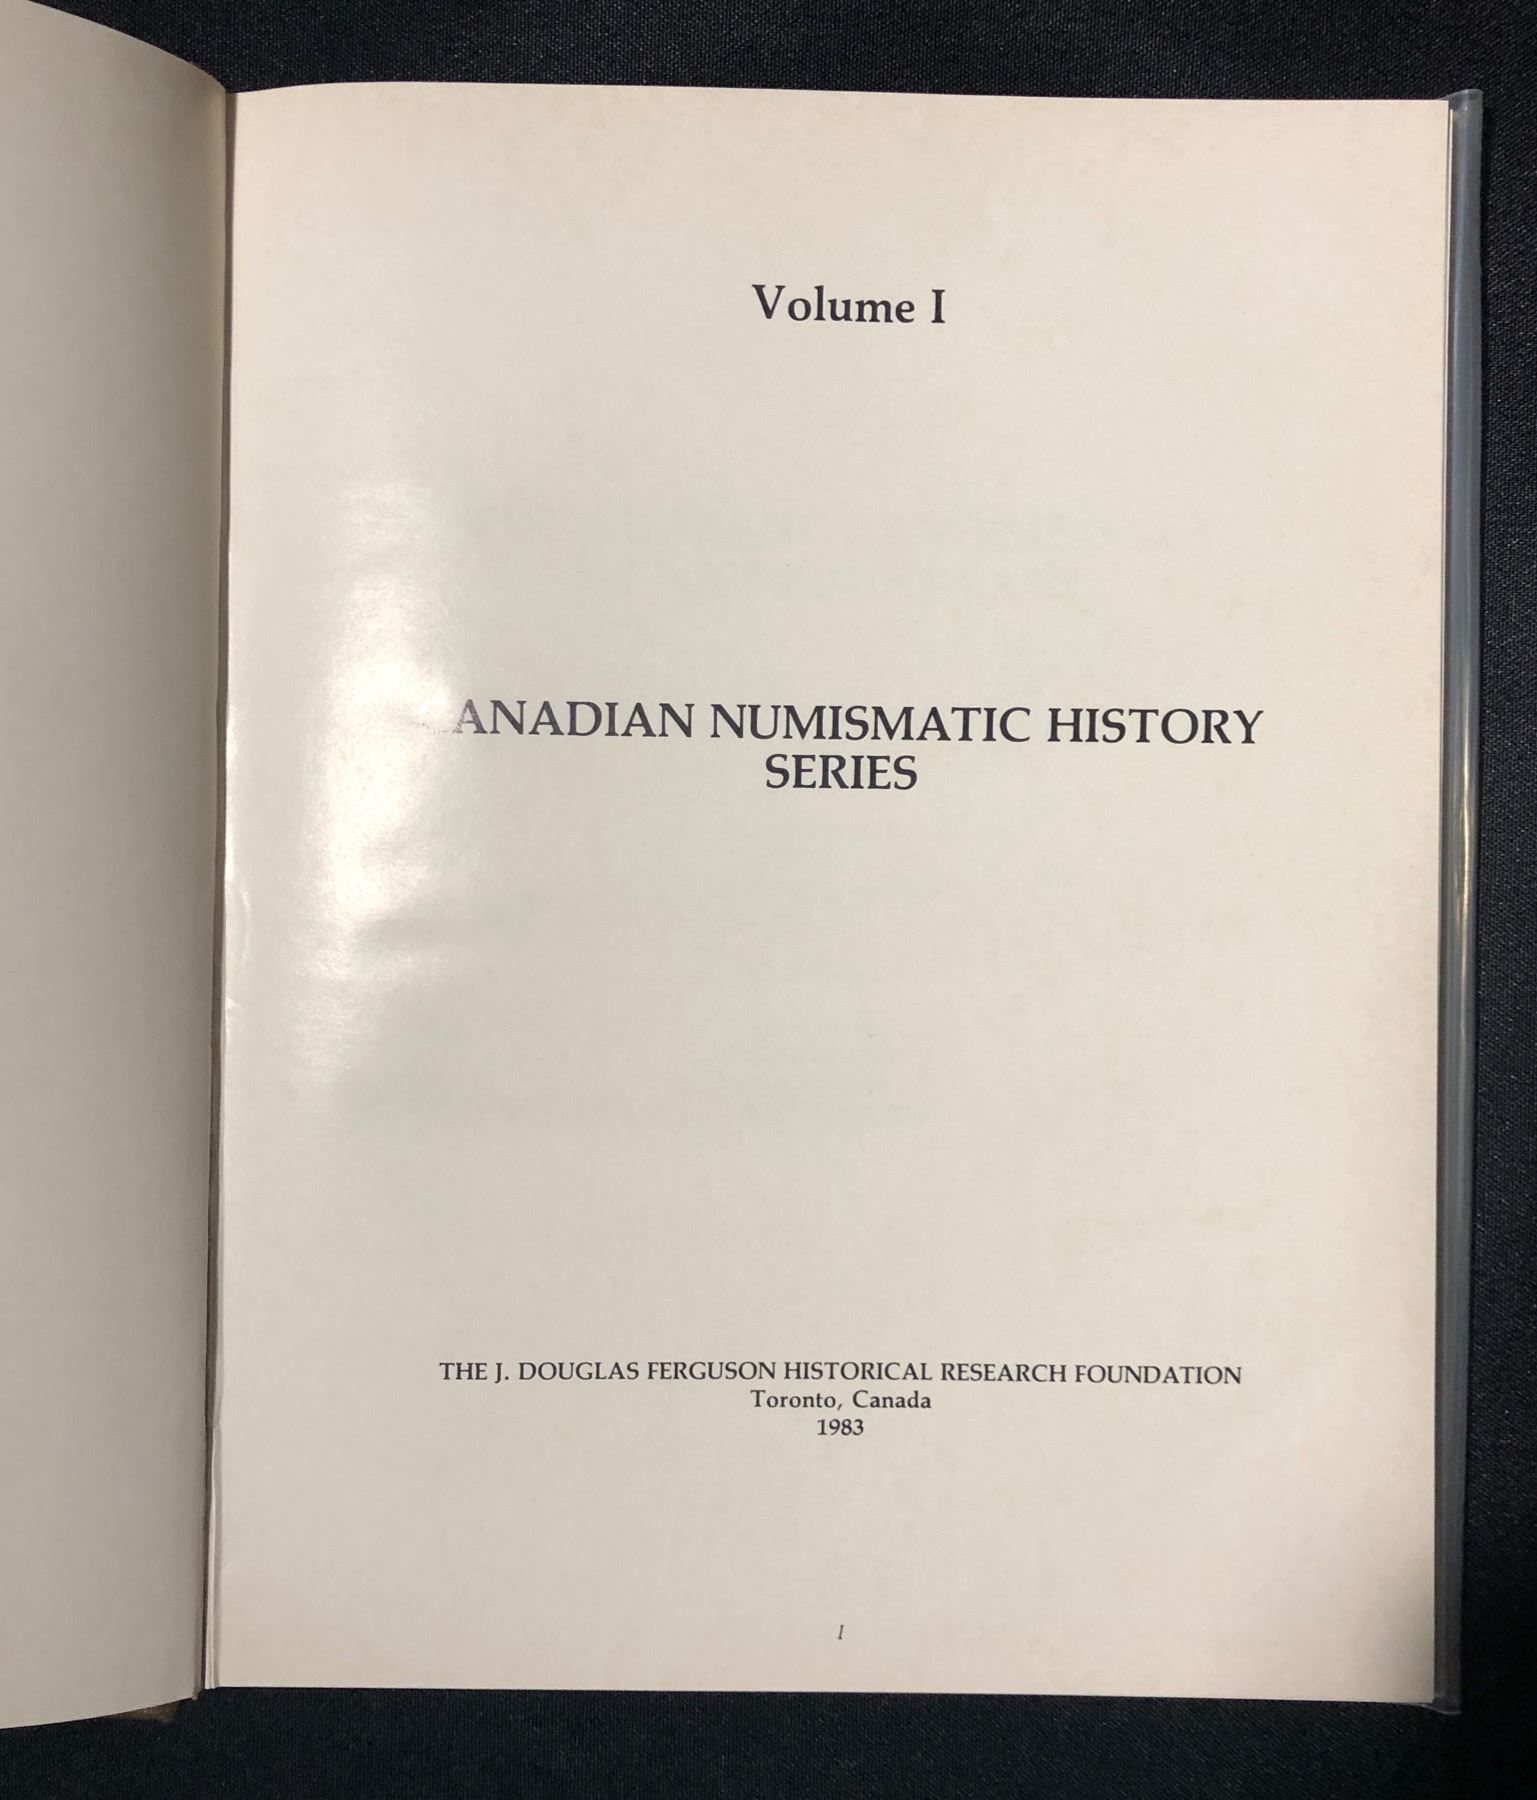 Volume I
ANADIAN NUMISMATIC HISTORY
SERIES
THE J. DOUGLAS FERGUSON HISTORICAL RESEARCH FOUNDATION
Toronto, Canada
1983
I